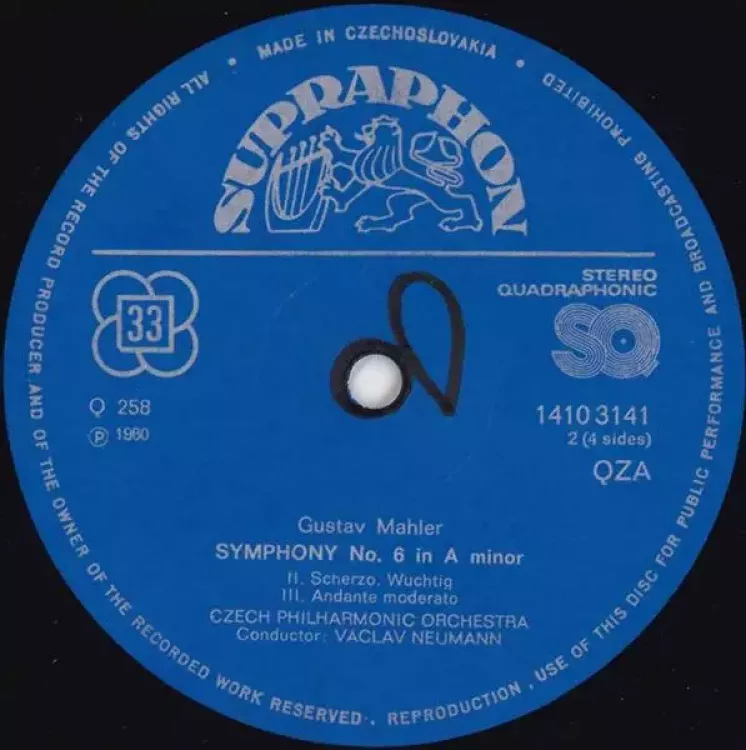 MADE IN CZECHOSLOVAKIA
ALL RIGHTS OF THE RECORD PRODUCER AND OF THE OWNER OF THE RECORDED WORK RESERVED. REPRODUCTION, USE OF THIS DISC FOR PUBLIC PERFORMANCE AND BROADCASTING PROHIBITED
SUPRAPHON
STEREO
QUADRAPHONIC
33
SQ
Q 258
℗ 1980
1410 3141
2 (4 sides)
QZA
Gustav Mahler
SYMPHONY No. 6 in A minor
II. Scherzo. Wuchtig
III. Andante moderato
CZECH PHILHARMONIC ORCHESTRA
Conductor: VÁCLAV NEUMANN